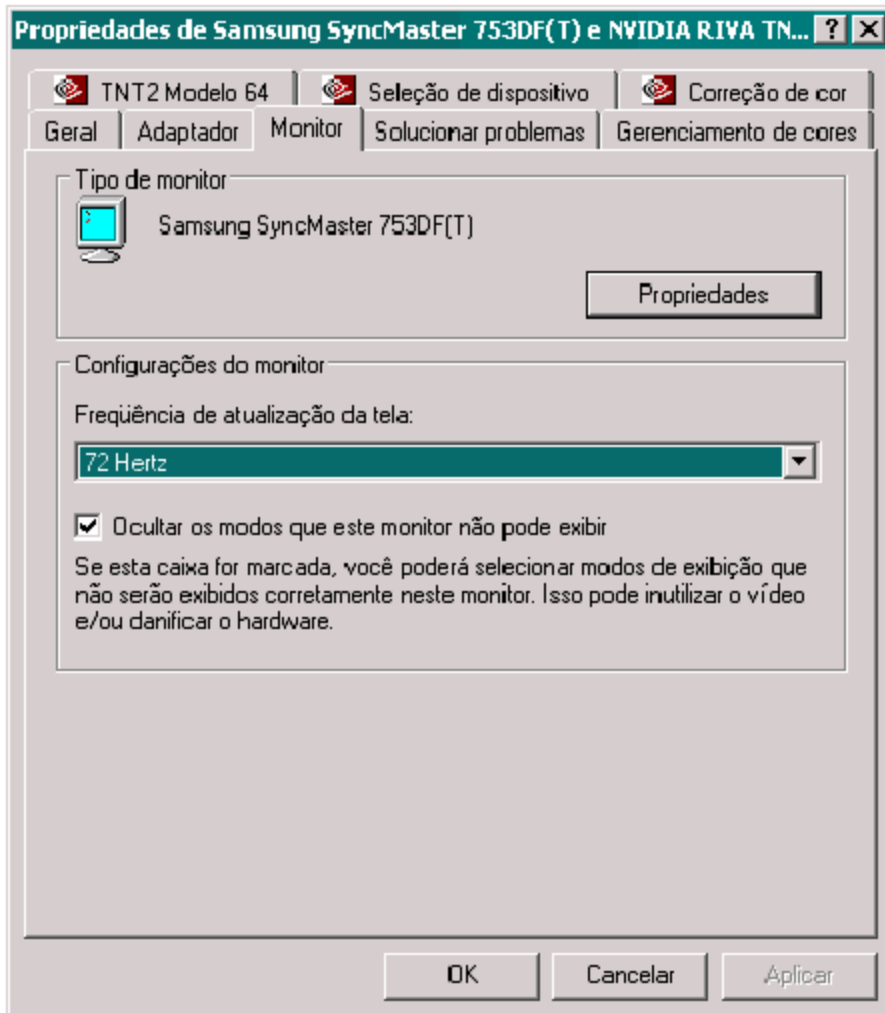 Propriedades de Samsung SyncMaster 753DF(T) e NVIDIA RIVA TN...
TNT2 Modelo 64
Seleção de dispositivo
Correção de cor
Geral
Adaptador
Monitor
Solucionar problemas
Gerenciamento de cores
Tipo de monitor
Samsung SyncMaster 753DF(T)
Propriedades
Configurações do monitor
Freqüência de atualização da tela:
72 Hertz
Ocultar os modos que este monitor não pode exibir
Se esta caixa for marcada, você poderá selecionar modos de exibição que
não serão exibidos corretamente neste monitor. Isso pode inutilizar o vídeo
e/ou danificar o hardware.
OK
Cancelar
Aplicar